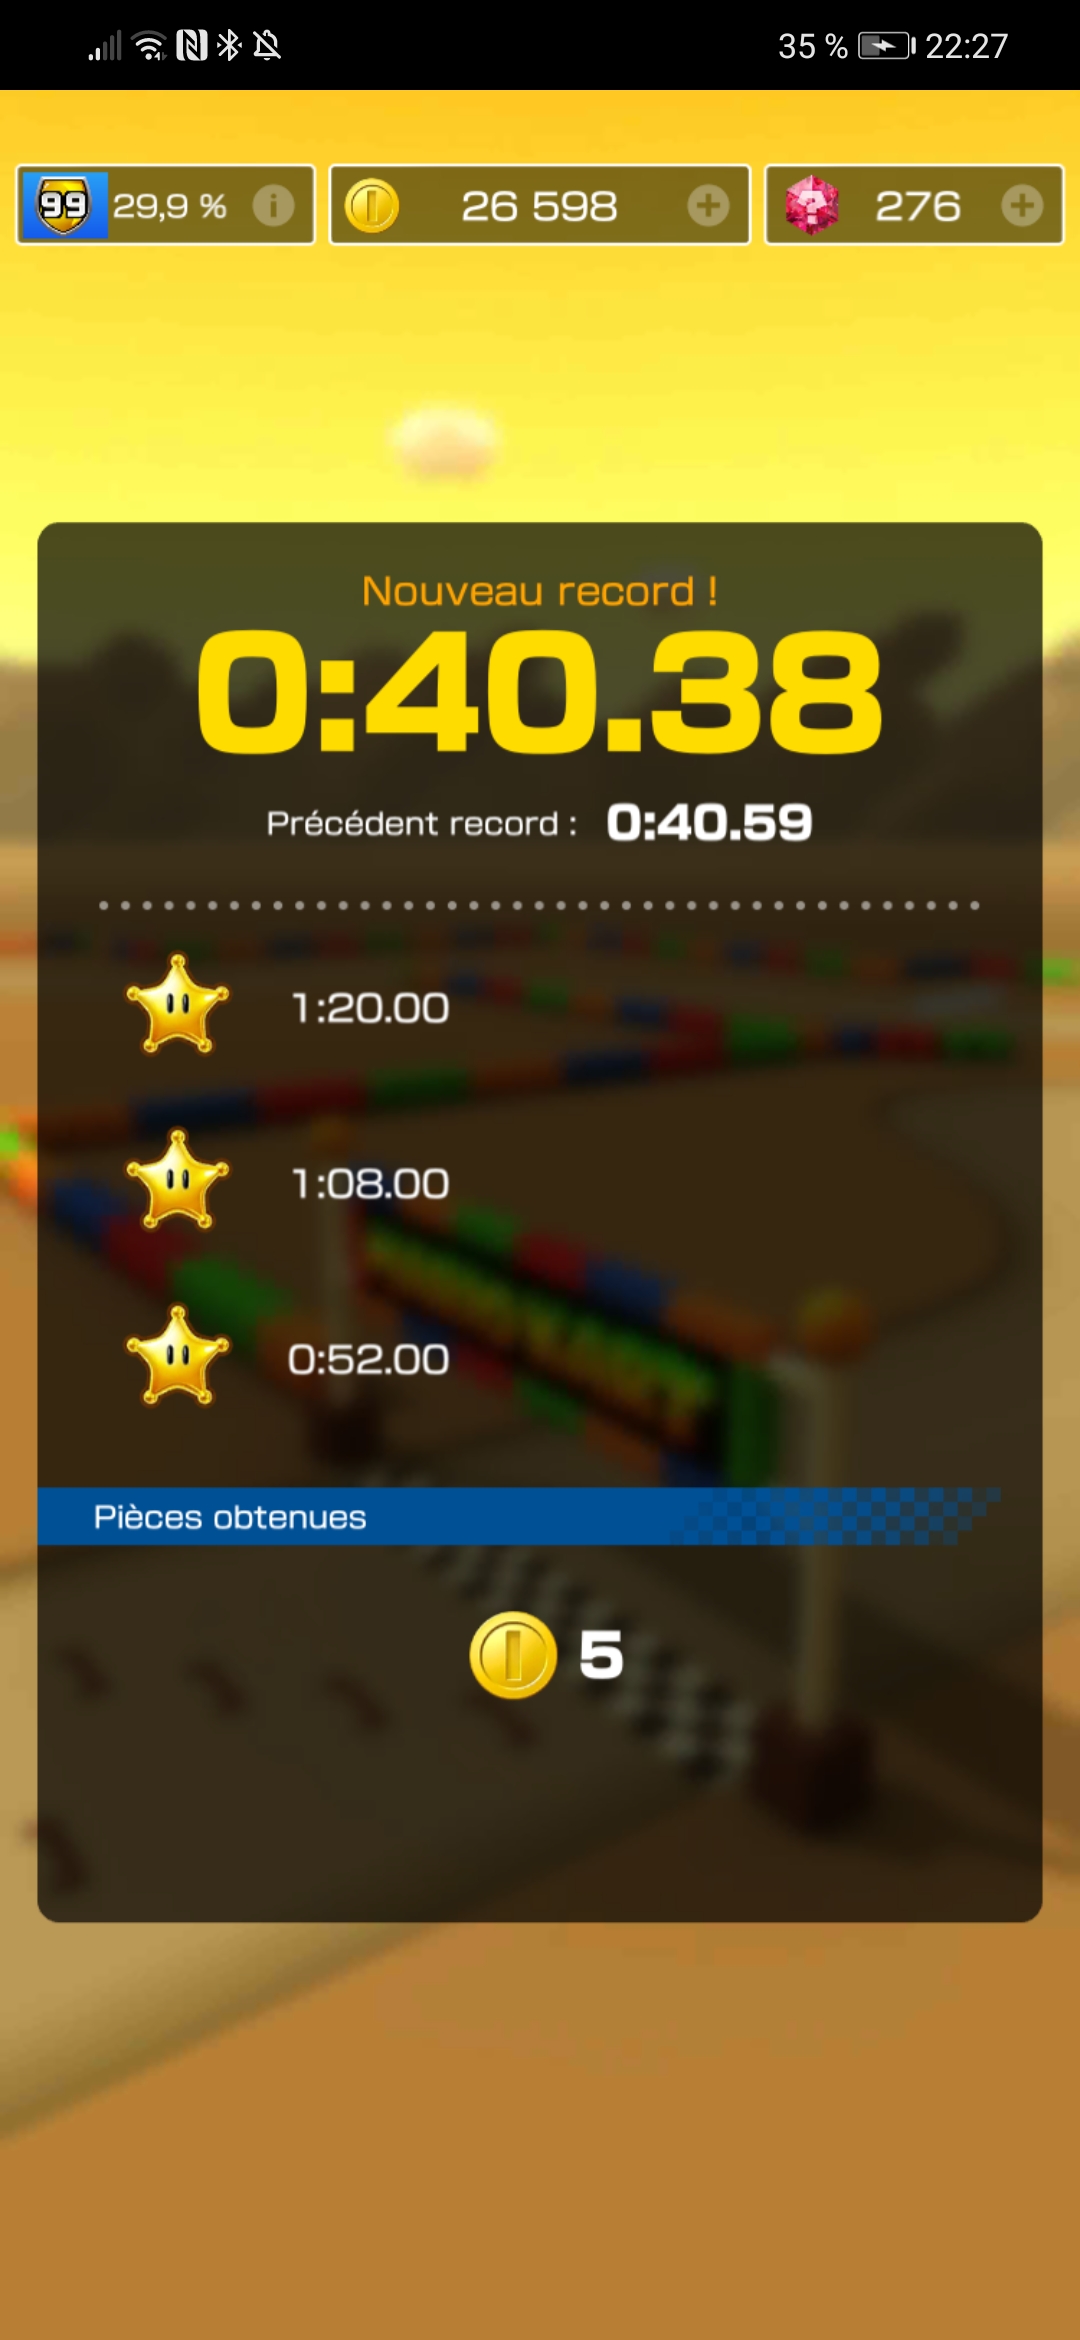 35 % 22:27
99 29,9 % i 26 598 + 276 +
Nouveau record !
0:40.38
Précédent record : 0:40.59
1:20.00
1:08.00
0:52.00
Pièces obtenues
5